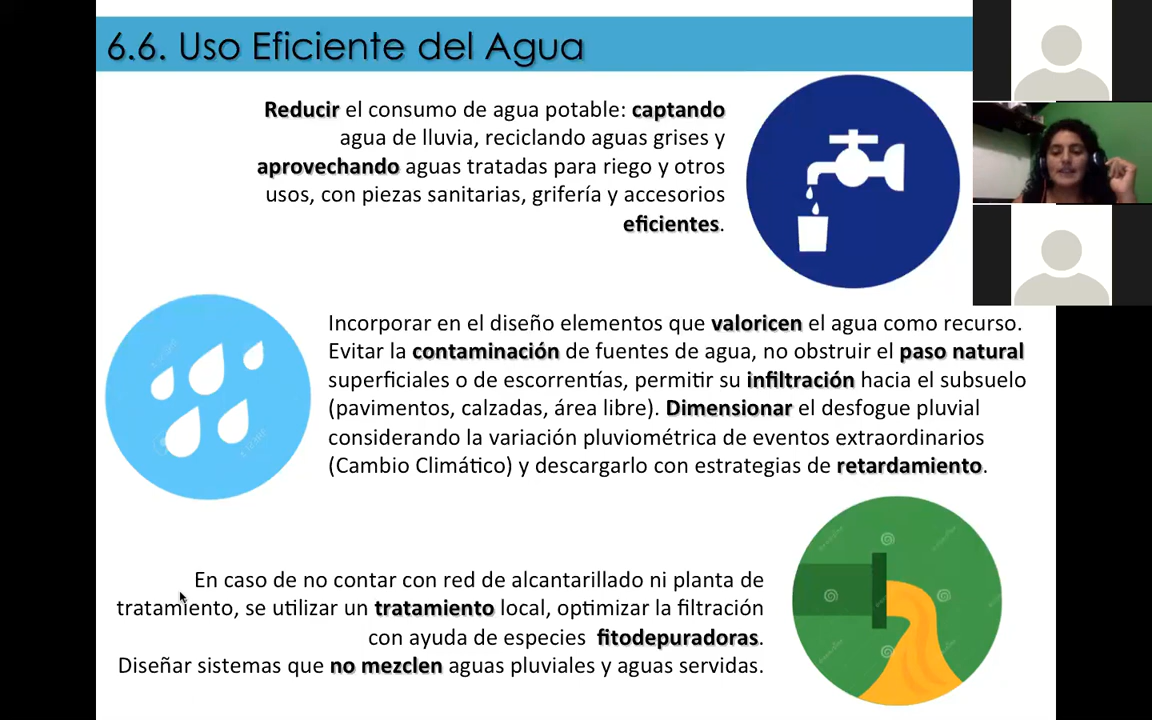 6.6. Uso Eficiente del Agua
Reducir el consumo de agua potable: captando
agua de lluvia, reciclando aguas grises y
aprovechando aguas tratadas para riego y otros
usos, con piezas sanitarias, grifería y accesorios
eficientes.
Incorporar en el diseño elementos que valoricen el agua como recurso.
Evitar la contaminación de fuentes de agua, no obstruir el paso natural
superficiales o de escorrentías, permitir su infiltración hacia el subsuelo
(pavimentos, calzadas, área libre). Dimensionar el desfogue pluvial
considerando la variación pluviométrica de eventos extraordinarios
(Cambio Climático) y descargarlo con estrategias de retardamiento.
En caso de no contar con red de alcantarillado ni planta de
tratamiento, se utilizar un tratamiento local, optimizar la filtración
con ayuda de especies fitodepuradoras.
Diseñar sistemas que no mezclen aguas pluviales y aguas servidas.